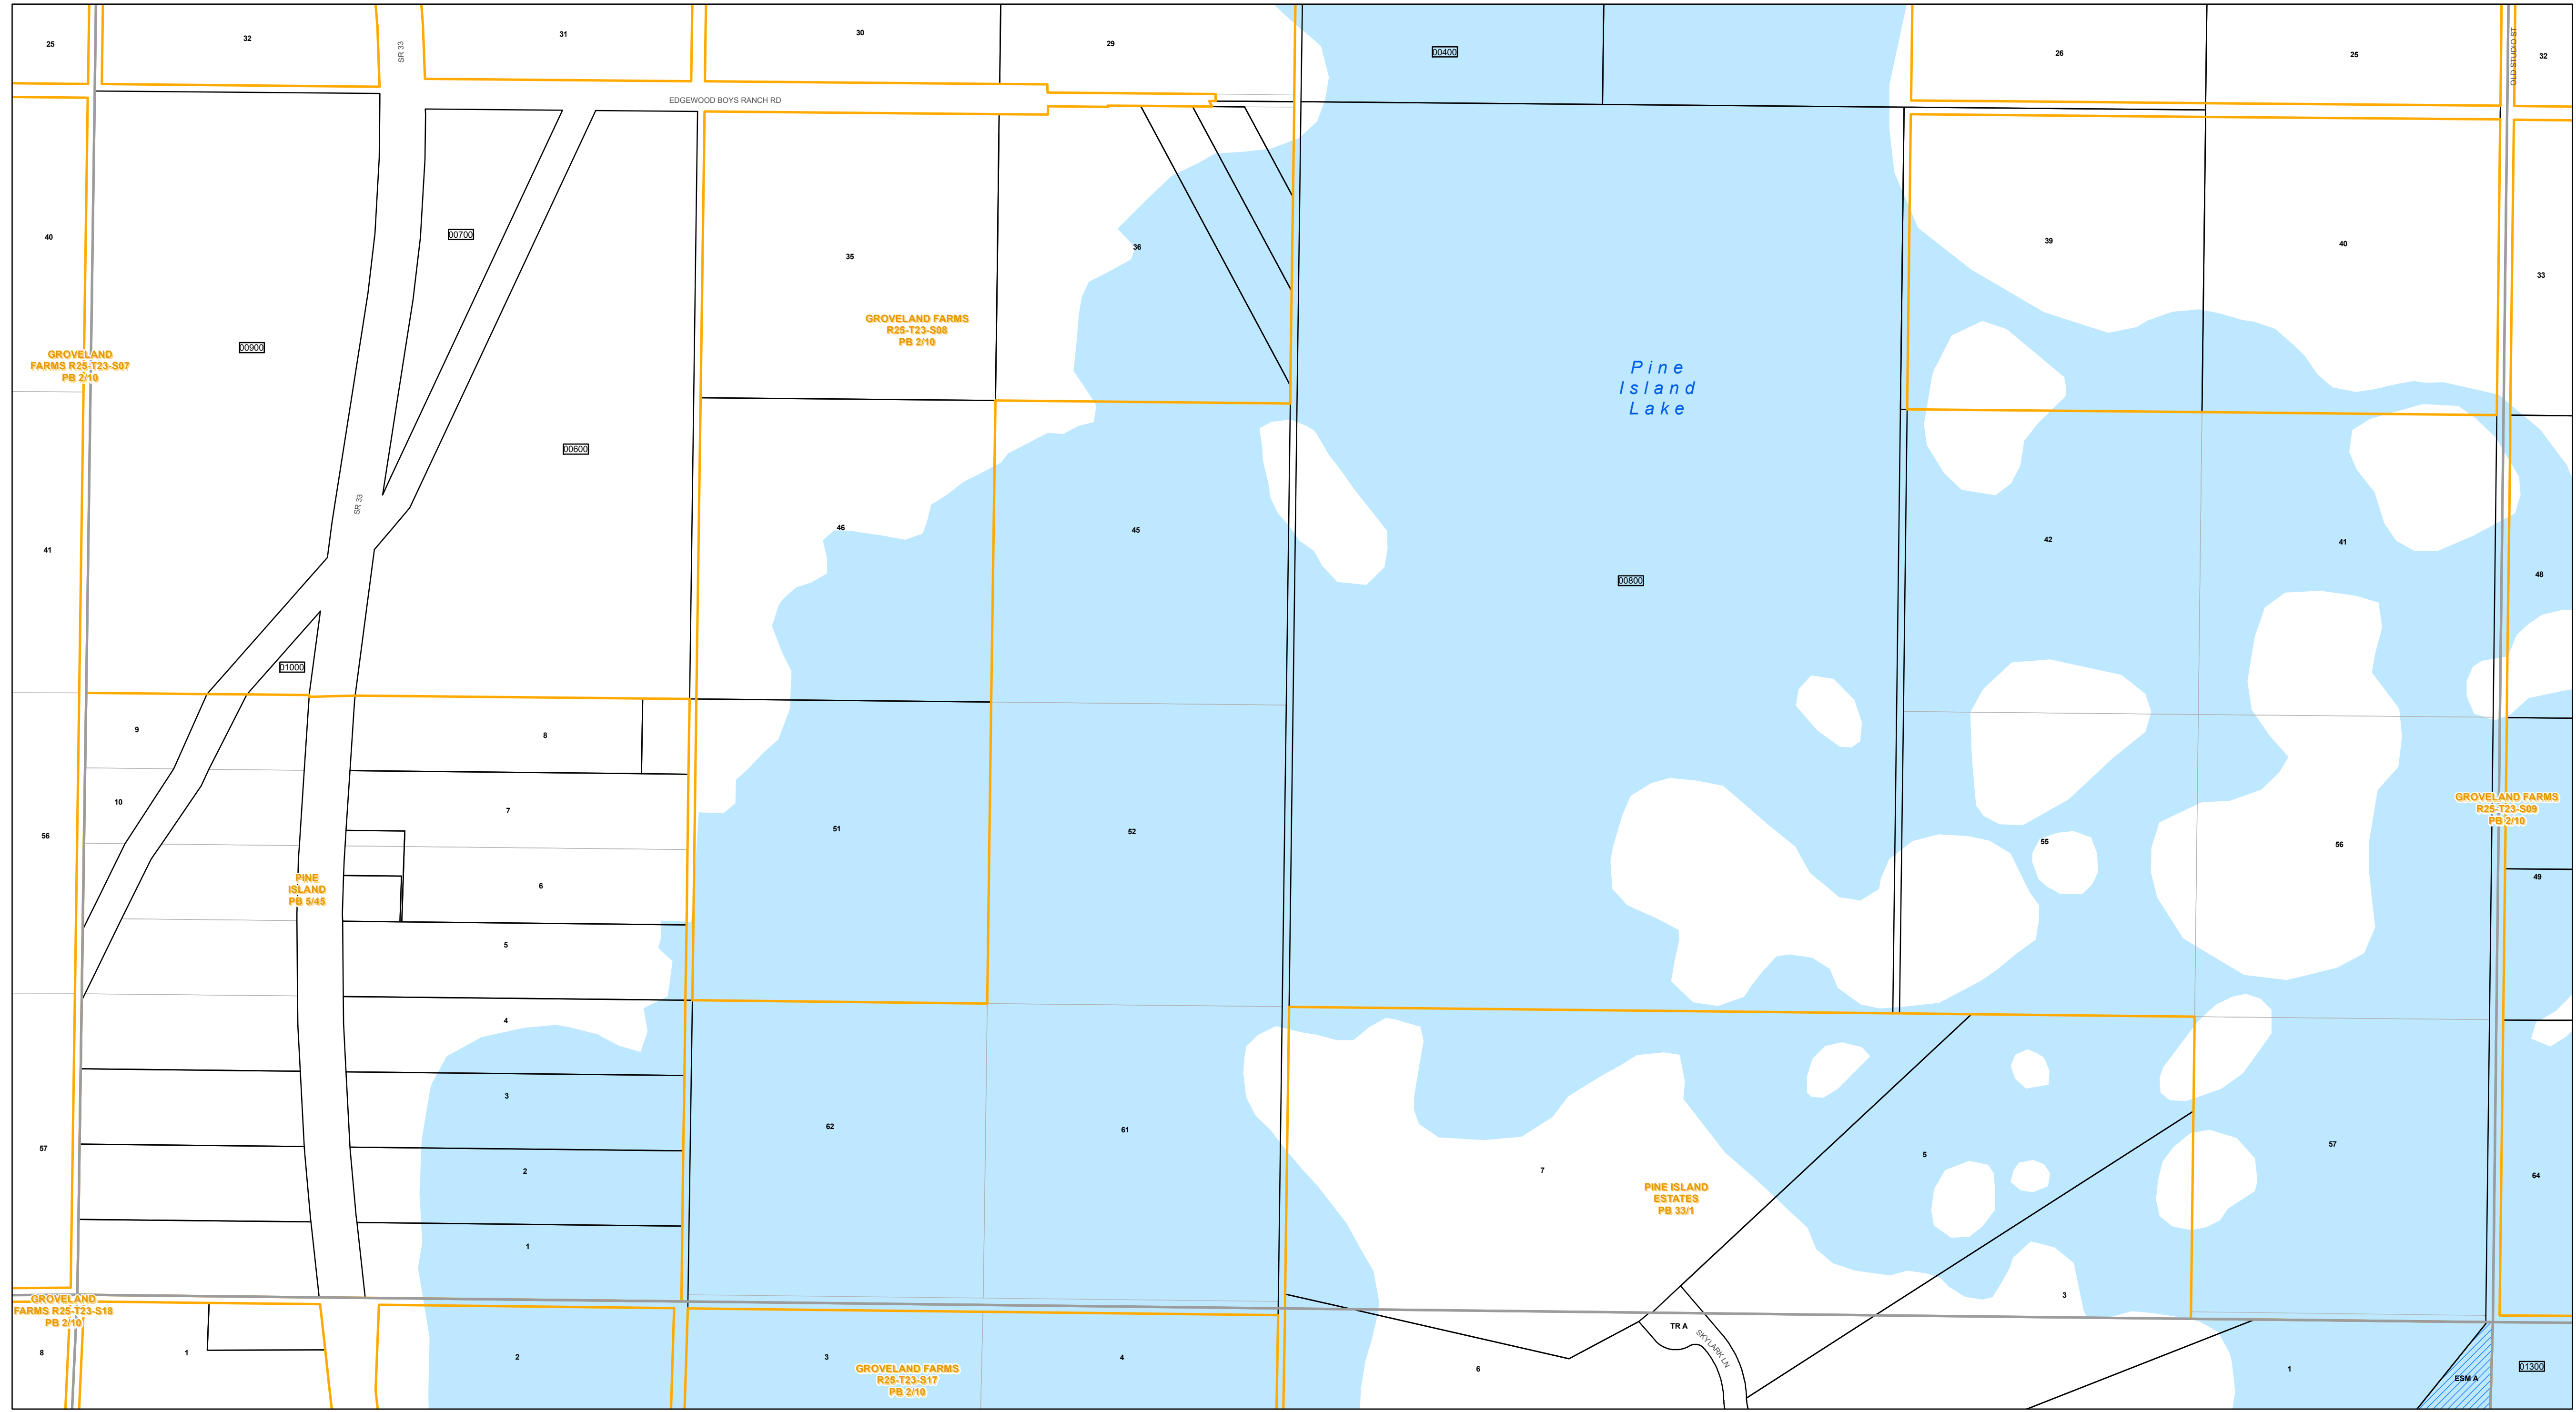 25
32
SR 33
31
30
29
00400
26
25
OLD STUDIO ST
32
EDGEWOOD BOYS RANCH RD
40
00700
35
36
39
40
33
GROVELAND FARMS
R25-T23-S08
PB 2/10
00900
GROVELAND
FARMS R25-T23-S07
PB 2/10
Pine
Island
Lake
00600
SR 33
46
45
42
41
48
41
00800
01000
9
8
10
7
56
51
52
55
56
GROVELAND FARMS
R25-T23-S09
PB 2/10
49
PINE
ISLAND
PB 5/45
6
5
4
3
62
61
57
2
7
5
57
64
PINE ISLAND
ESTATES
PB 33/1
1
3
GROVELAND
FARMS R25-T23-S18
PB 2/10
TR A
SKYLARK LN
8
1
2
3
4
GROVELAND FARMS
R25-T23-S17
PB 2/10
6
1
ESM A
01300